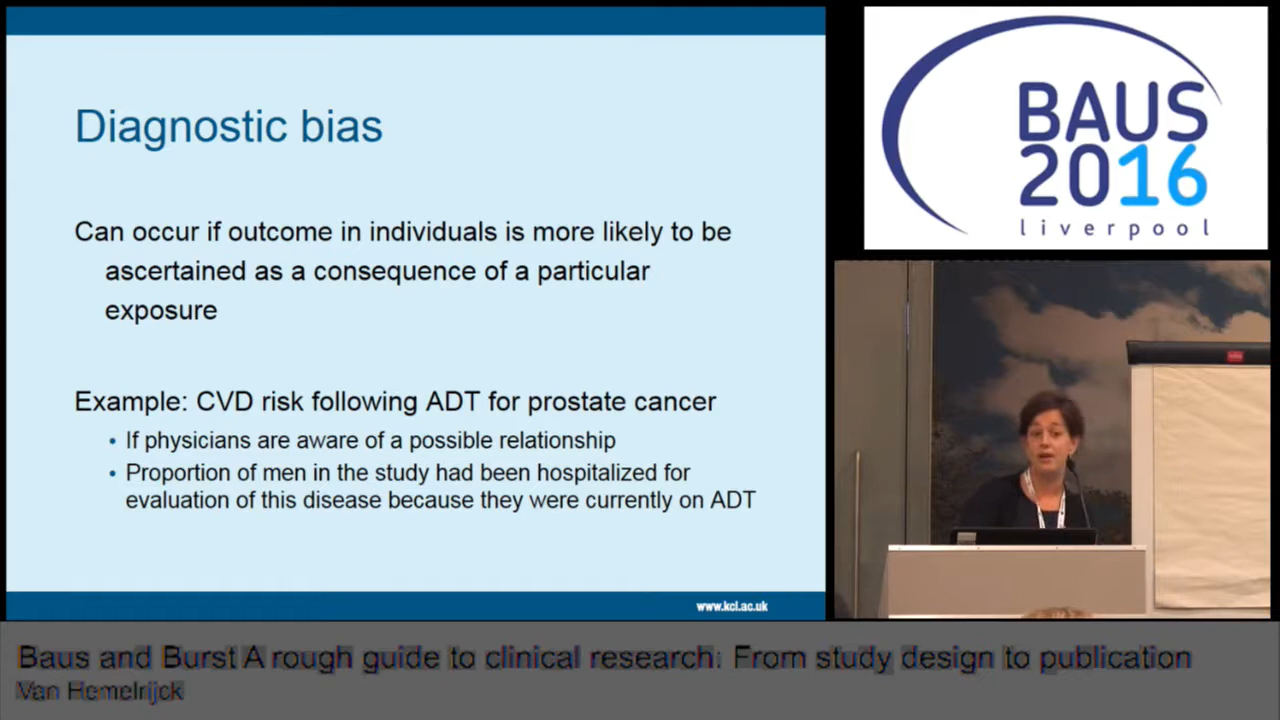 Diagnostic bias
Can occur if outcome in individuals is more likely to be
ascertained as a consequence of a particular
exposure
Example: CVD risk following ADT for prostate cancer
• If physicians are aware of a possible relationship
• Proportion of men in the study had been hospitalized for
evaluation of this disease because they were currently on ADT
www.kcl.ac.uk
BAUS
2016
liverpool
Baus and Burst A rough guide to clinical research: From study design to publication
Van Hemelrijck